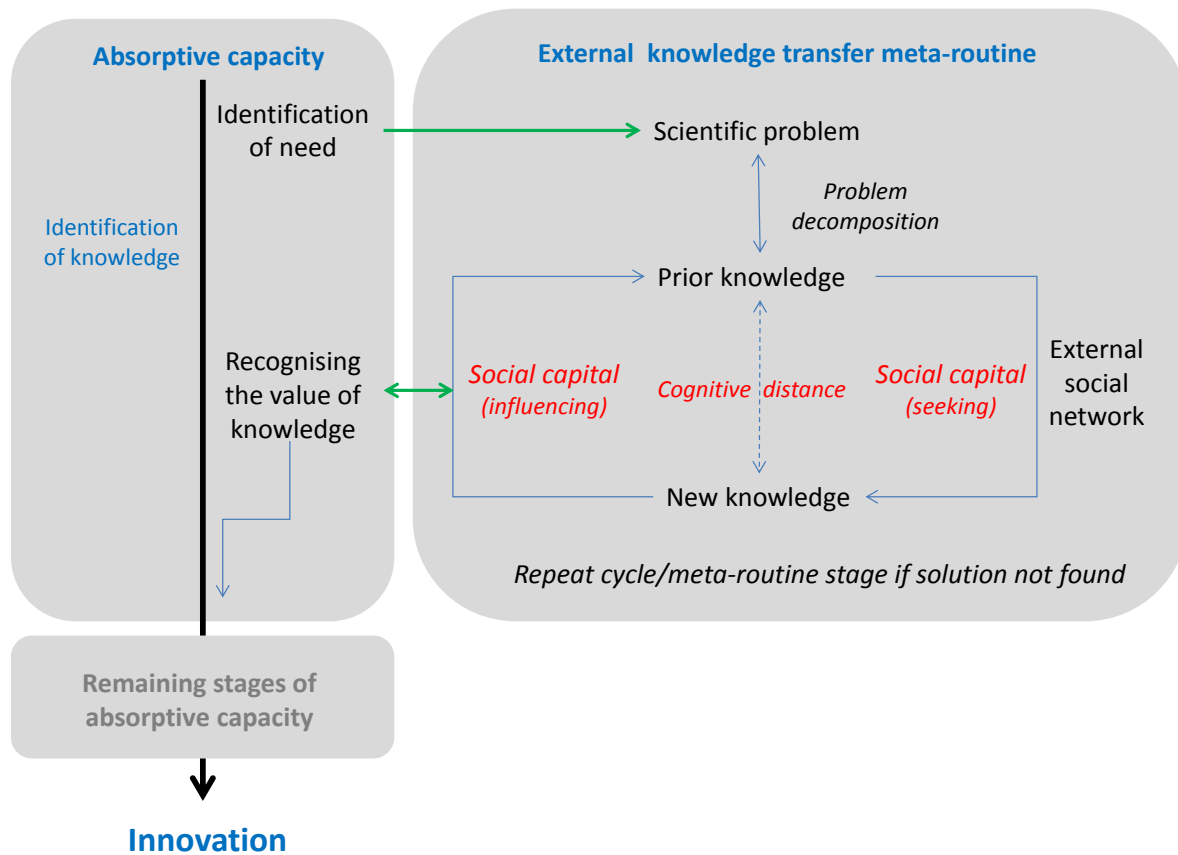 Absorptive capacity
Identification
of need
Identification
of knowledge
Recognising
the value of
knowledge
External  knowledge transfer meta-routine
Scientific problem
Problem
decomposition
Prior knowledge
Social capital
(influencing)
Cognitive distance
Social capital
(seeking)
External
social
network
New knowledge
Repeat cycle/meta-routine stage if solution not found
Remaining stages of
absorptive capacity
Innovation